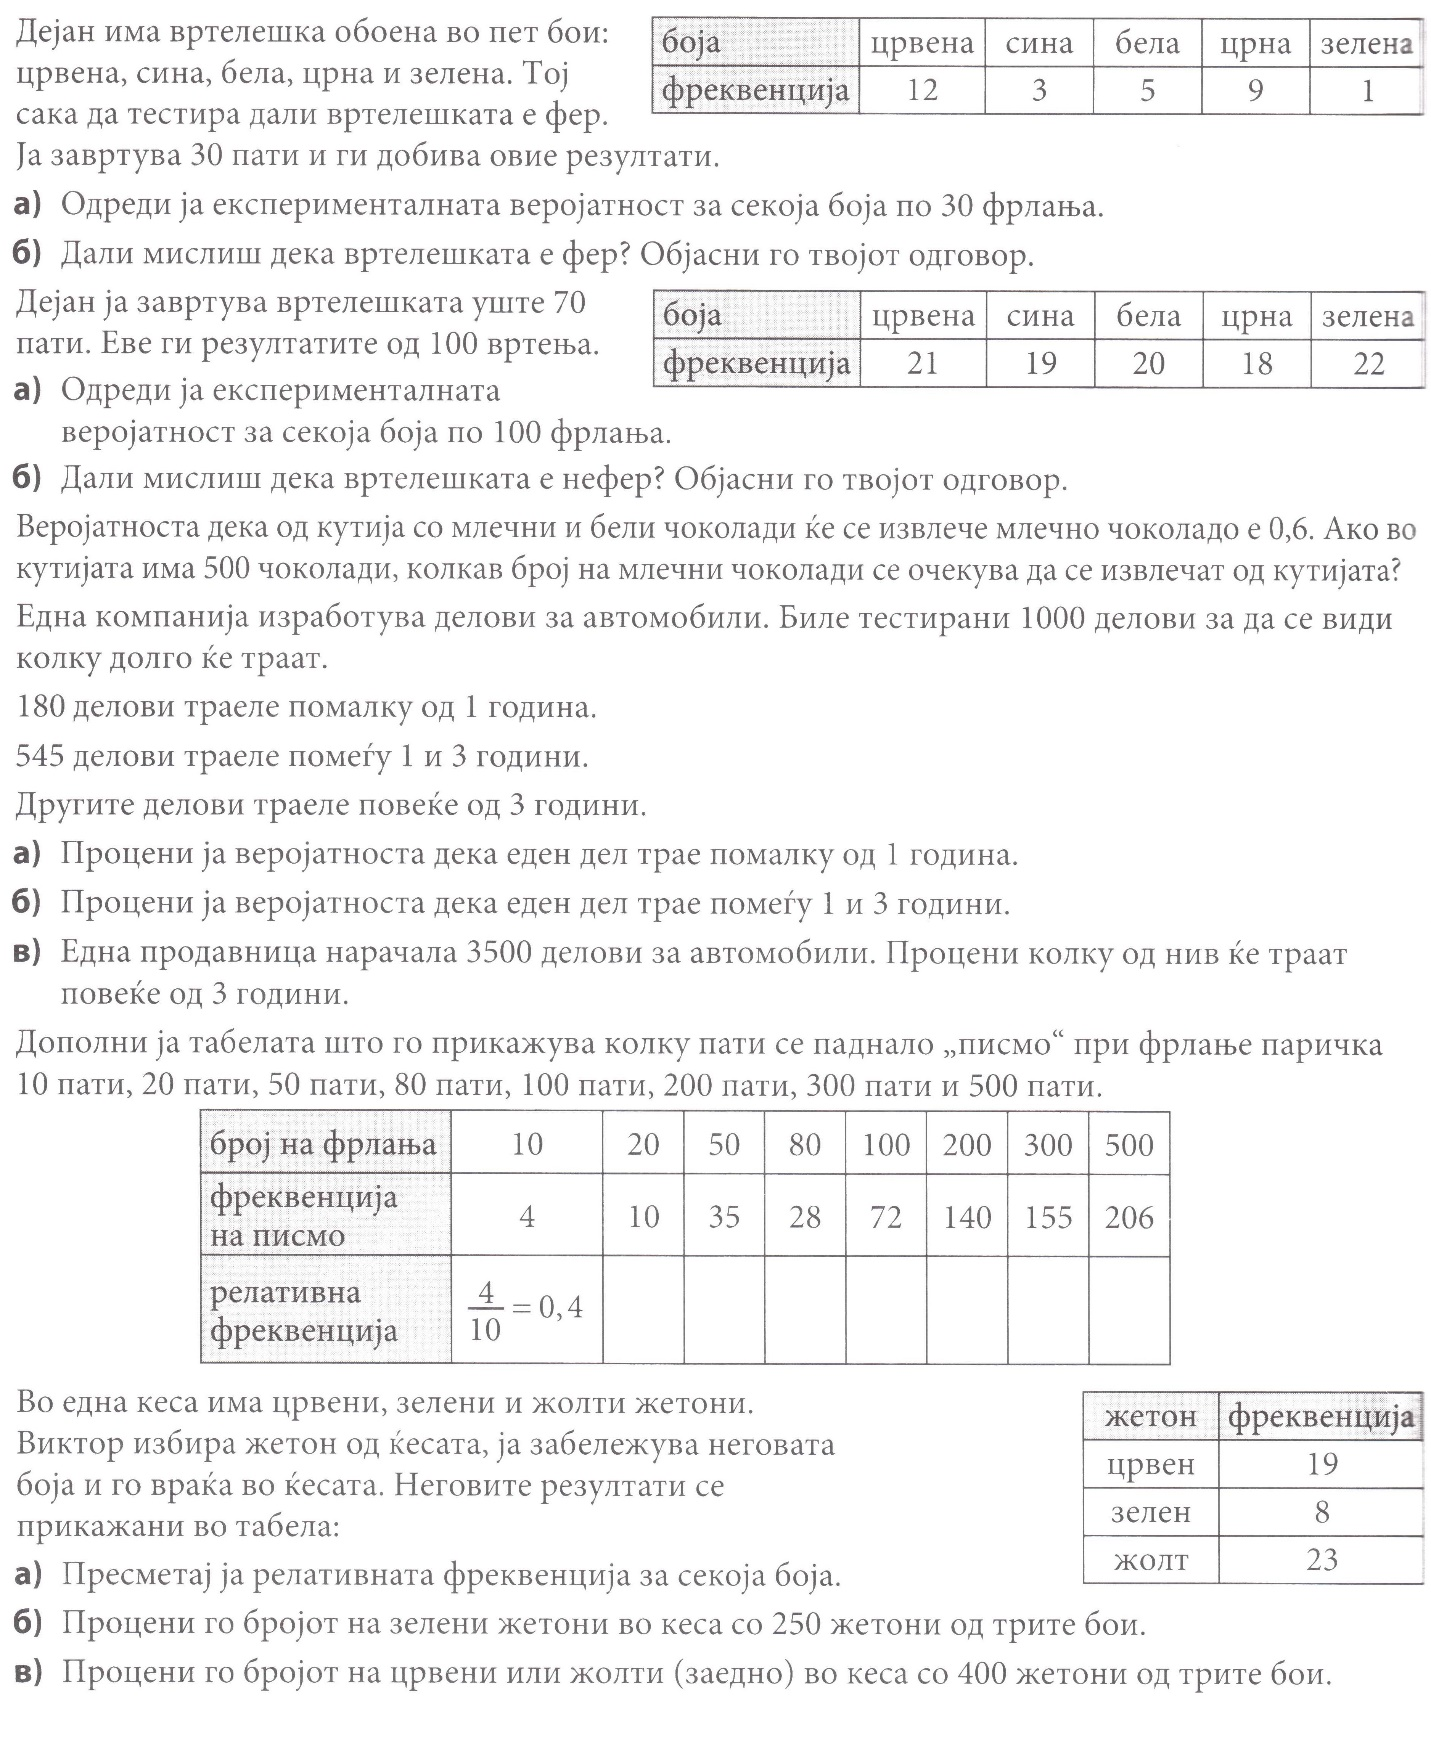 Дејан има вртелешка обоена во пет бои:
црвена, сина, бела, црна и зелена. Тој
сака да тестира дали вртелешката е фер.
Ја завртува 30 пати и ги добива овие резултати.
боја црвена сина бела црна зелена
фреквенција 12 3 5 9 1
а) Одреди ја експерименталната веројатност за секоја боја по 30 фрлања.
б) Дали мислиш дека вртелешката е фер? Објасни го твојот одговор.
Дејан ја завртува вртелешката уште 70
пати. Еве ги резултатите од 100 вртења.
боја црвена сина бела црна зелена
фреквенција 21 19 20 18 22
а) Одреди ја експерименталната
веројатност за секоја боја по 100 фрлања.
б) Дали мислиш дека вртелешката е нефер? Објасни го твојот одговор.
Веројатноста дека од кутија со млечни и бели чоколади ќе се извлече млечно чоколадо е 0,6. Ако во
кутијата има 500 чоколади, колкав број на млечни чоколади се очекува да се извлечат од кутијата?
Една компанија изработува делови за автомобили. Биле тестирани 1000 делови за да се види
колку долго ќе траат.
180 делови траеле помалку од 1 година.
545 делови траеле помеѓу 1 и 3 години.
Другите делови траеле повеќе од 3 години.
а) Процени ја веројатноста дека еден дел трае помалку од 1 година.
б) Процени ја веројатноста дека еден дел трае помеѓу 1 и 3 години.
в) Една продавница нарачала 3500 делови за автомобили. Процени колку од нив ќе траат
повеќе од 3 години.
Дополни ја табелата што го прикажува колку пати се паднало „писмо“ при фрлање паричка
10 пати, 20 пати, 50 пати, 80 пати, 100 пати, 200 пати, 300 пати и 500 пати.
број на фрлања 10 20 50 80 100 200 300 500
фреквенција
на писмо 4 10 35 28 72 140 155 206
релативна
фреквенција 4/10 = 0,4
Во една кеса има црвени, зелени и жолти жетони.
Виктор избира жетон од ќесата, ја забележува неговата
боја и го враќа во ќесата. Неговите резултати се
прикажани во табела:
жетон фреквенција
црвен 19
зелен 8
жолт 23
а) Пресметај ја релативната фреквенција за секоја боја.
б) Процени го бројот на зелени жетони во кеса со 250 жетони од трите бои.
в) Процени го бројот на црвени или жолти (заедно) во кеса со 400 жетони од трите бои.